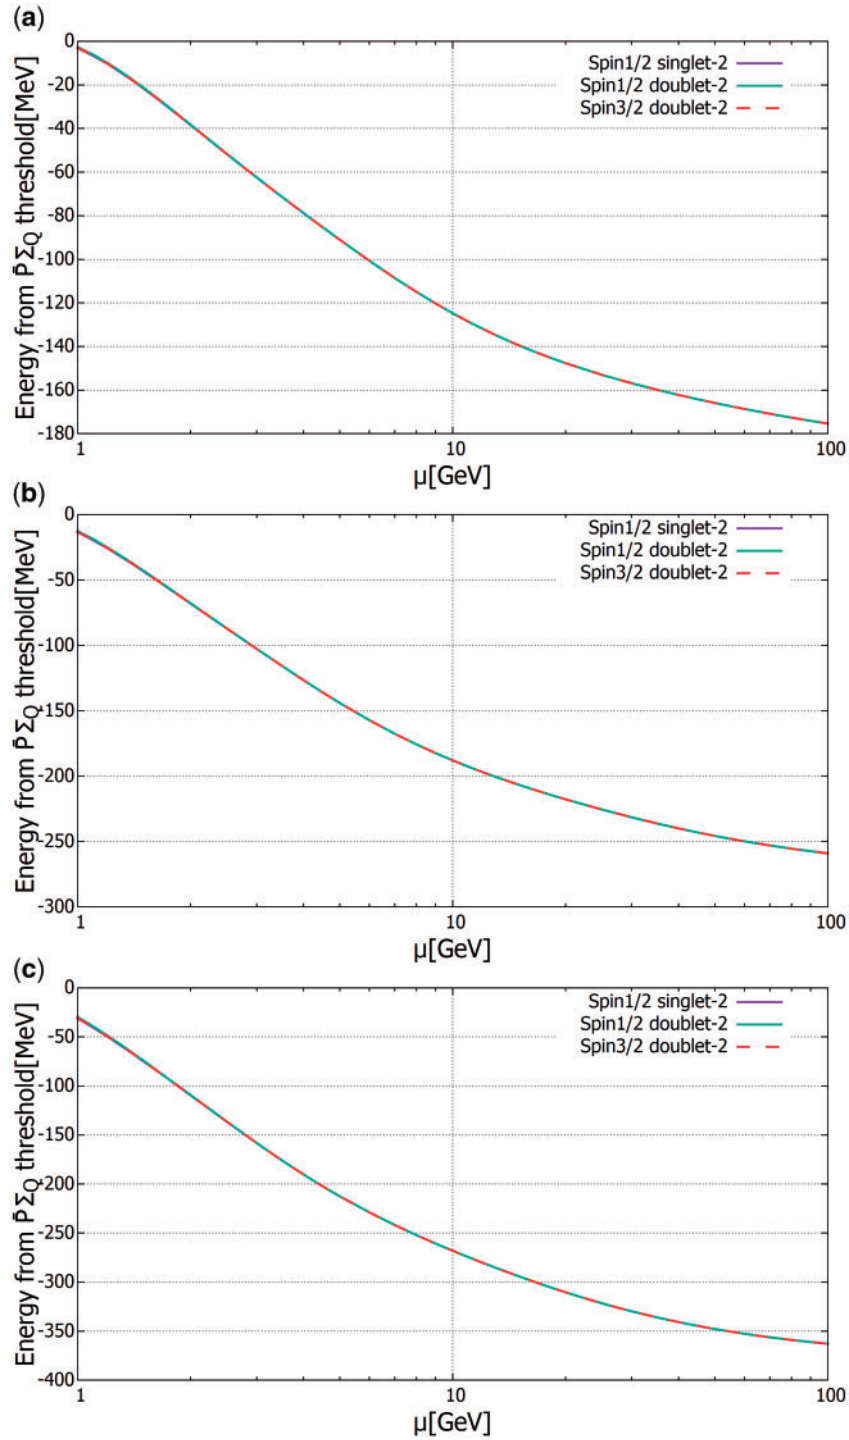 (a)
0
-20
-40
-60
-80
-100
-120
-140
-160
-180
Energy from P̄Σ_Q threshold[MeV]
Spin1/2 singlet-2
Spin1/2 doublet-2
Spin3/2 doublet-2
1 10 100
μ[GeV]
(b)
0
-50
-100
-150
-200
-250
-300
Energy from P̄Σ_Q threshold[MeV]
Spin1/2 singlet-2
Spin1/2 doublet-2
Spin3/2 doublet-2
1 10 100
μ[GeV]
(c)
0
-50
-100
-150
-200
-250
-300
-350
-400
Energy from P̄Σ_Q threshold[MeV]
Spin1/2 singlet-2
Spin1/2 doublet-2
Spin3/2 doublet-2
1 10 100
μ[GeV]